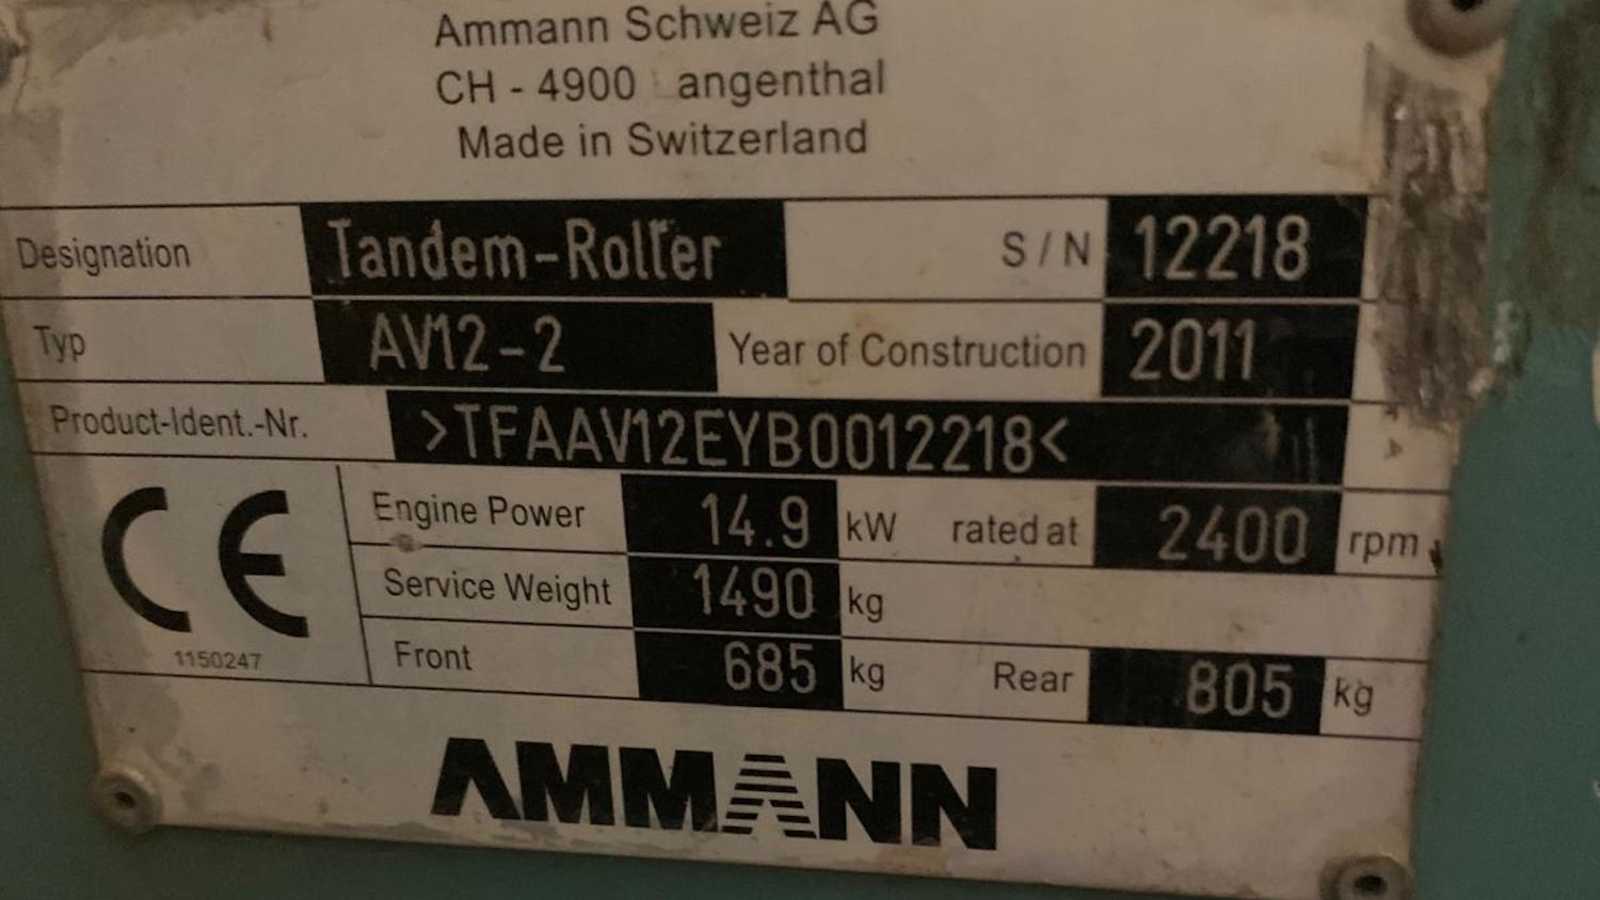 Ammann Schweiz AG
CH - 4900 Langenthal
Made in Switzerland
Designation Tandem-Roller S / N 12218
Typ AV12-2 Year of Construction 2011
Product-Ident.-Nr. >TFAAV12EYB0012218<
Engine Power 14.9 kW rated at 2400 rpm
Service Weight 1490 kg
Front 685 kg Rear 805 kg
CE
1150247
AMMANN